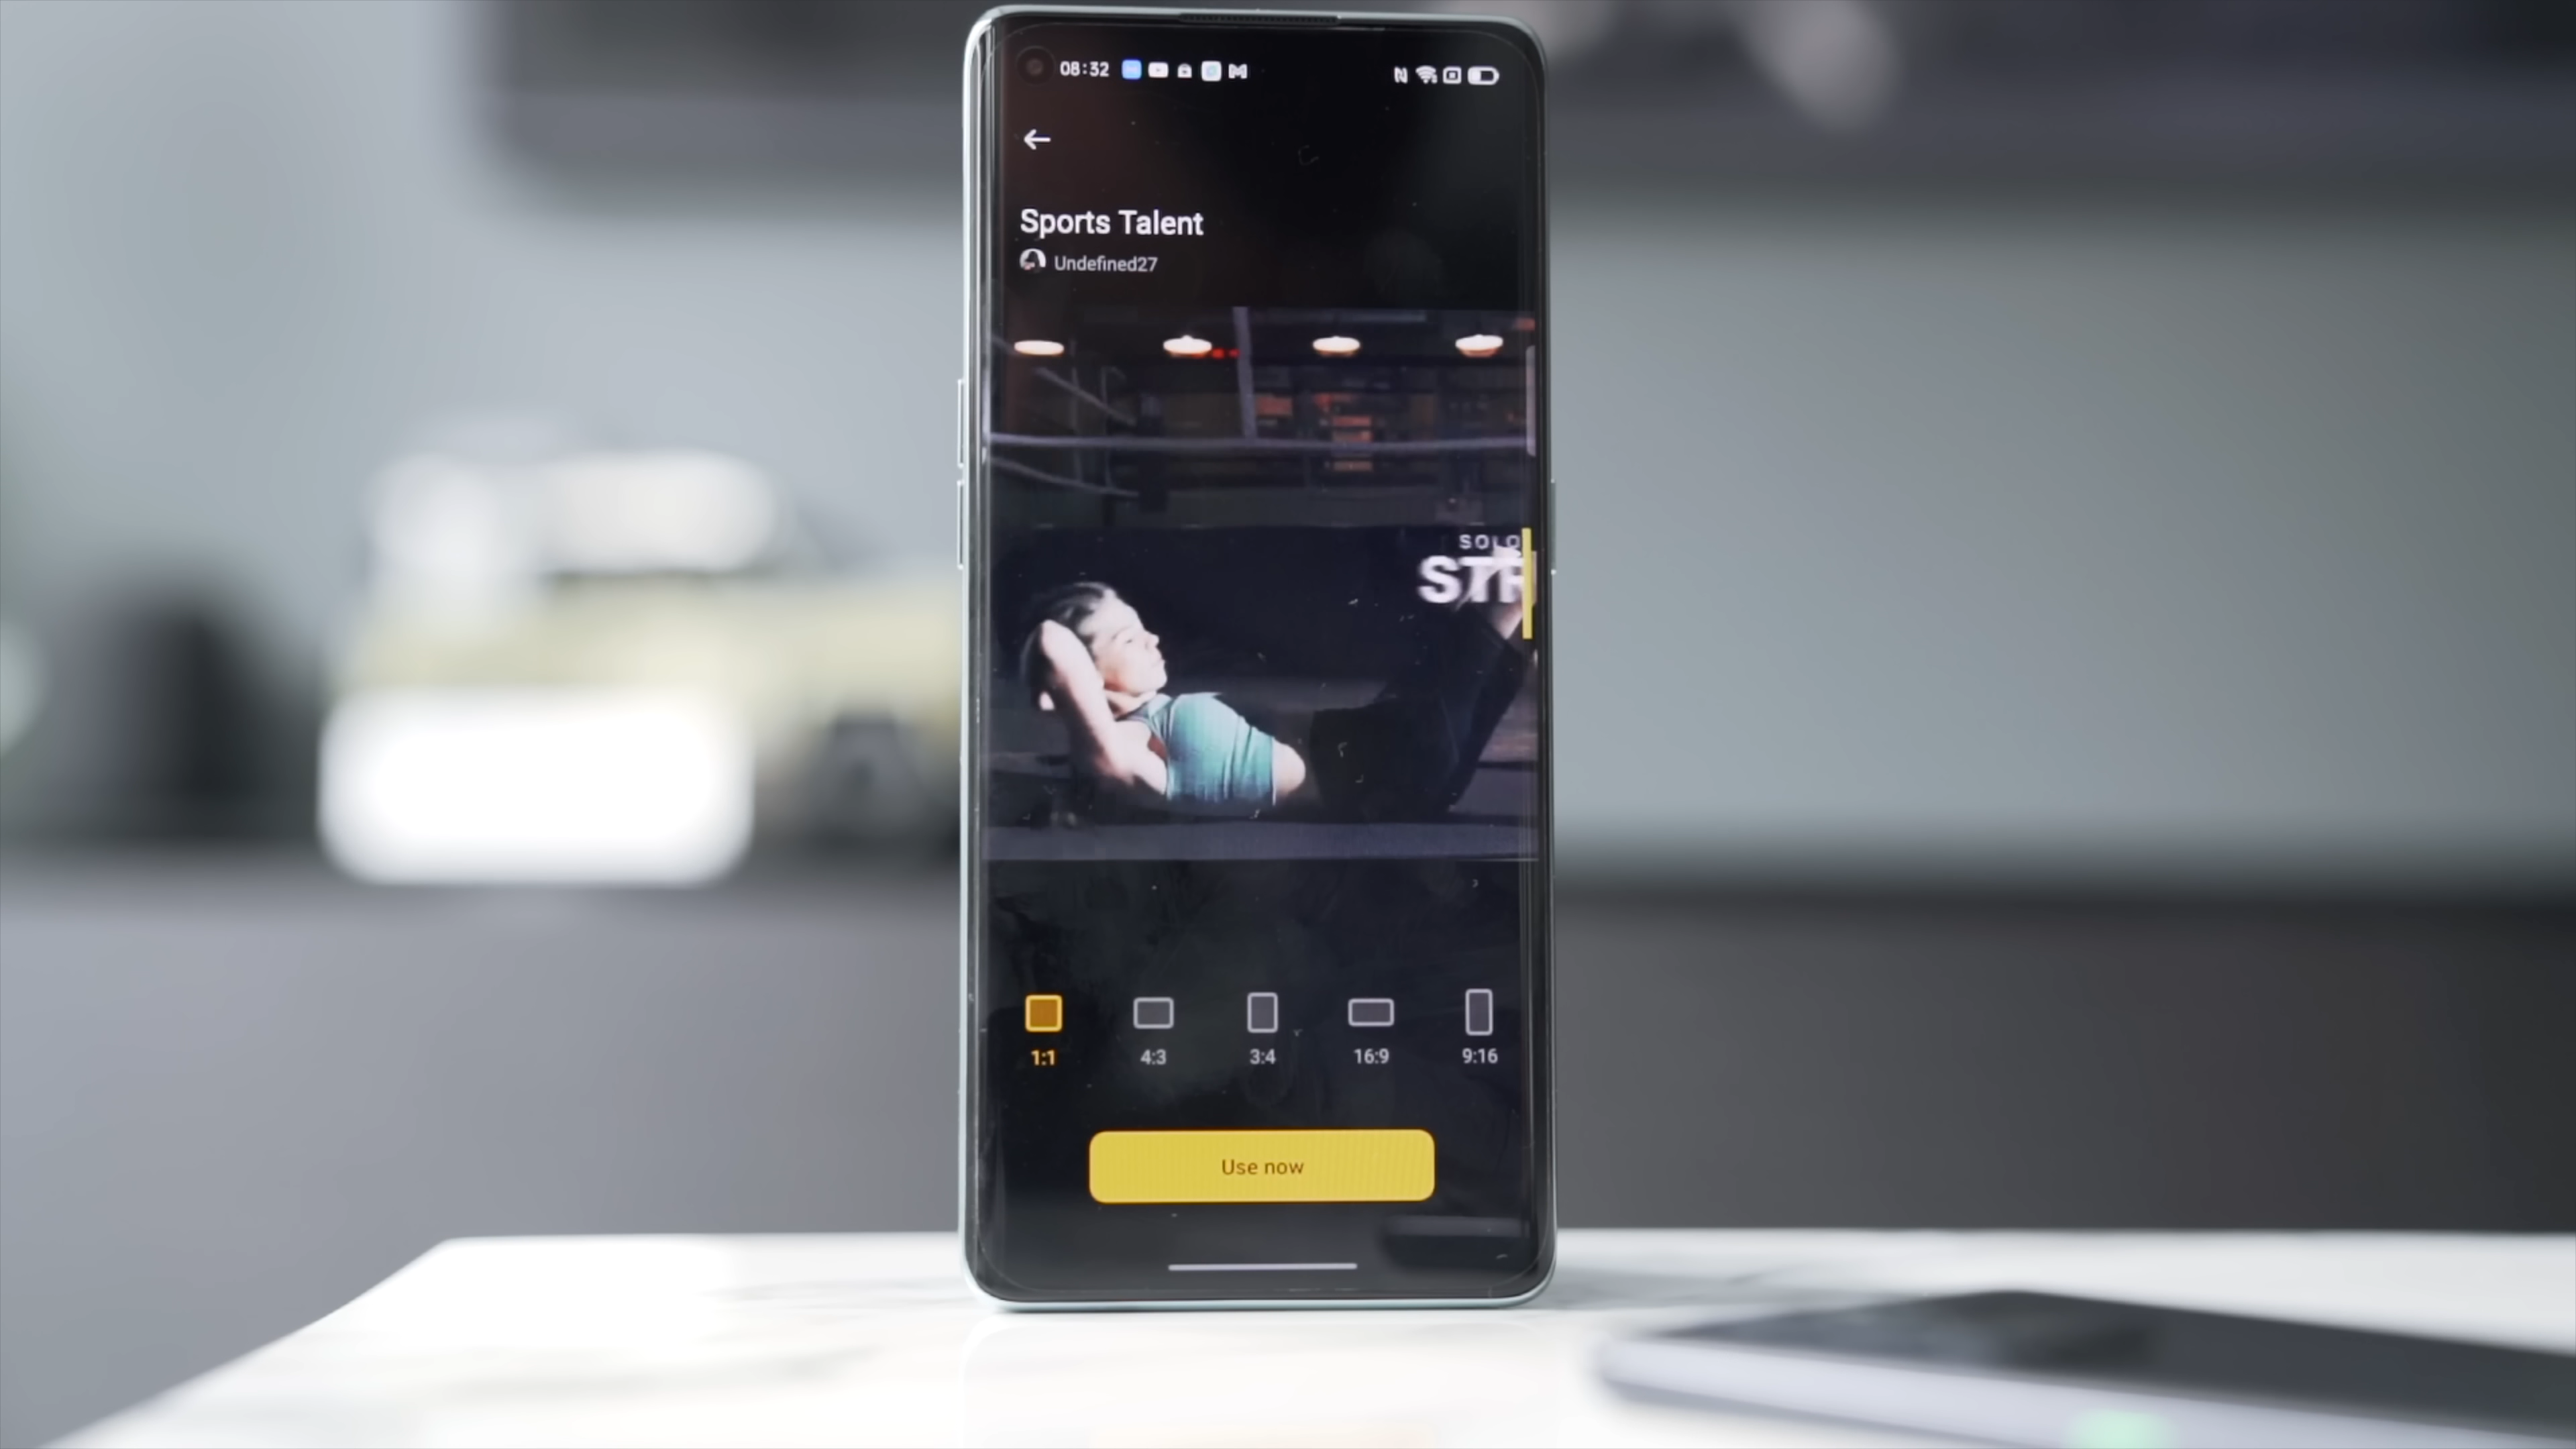 08:32
Sports Talent
Undefined27
SOLO
STR
1:1
4:3
3:4
16:9
9:16
Use now